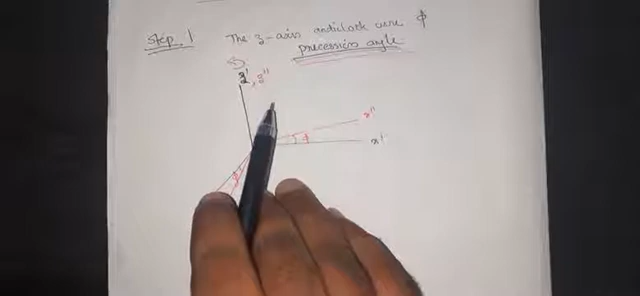 Step 1 The z-axis anticlock wise ϕ
precession angle
z', z"
x"
ϕ
x'
ϕ